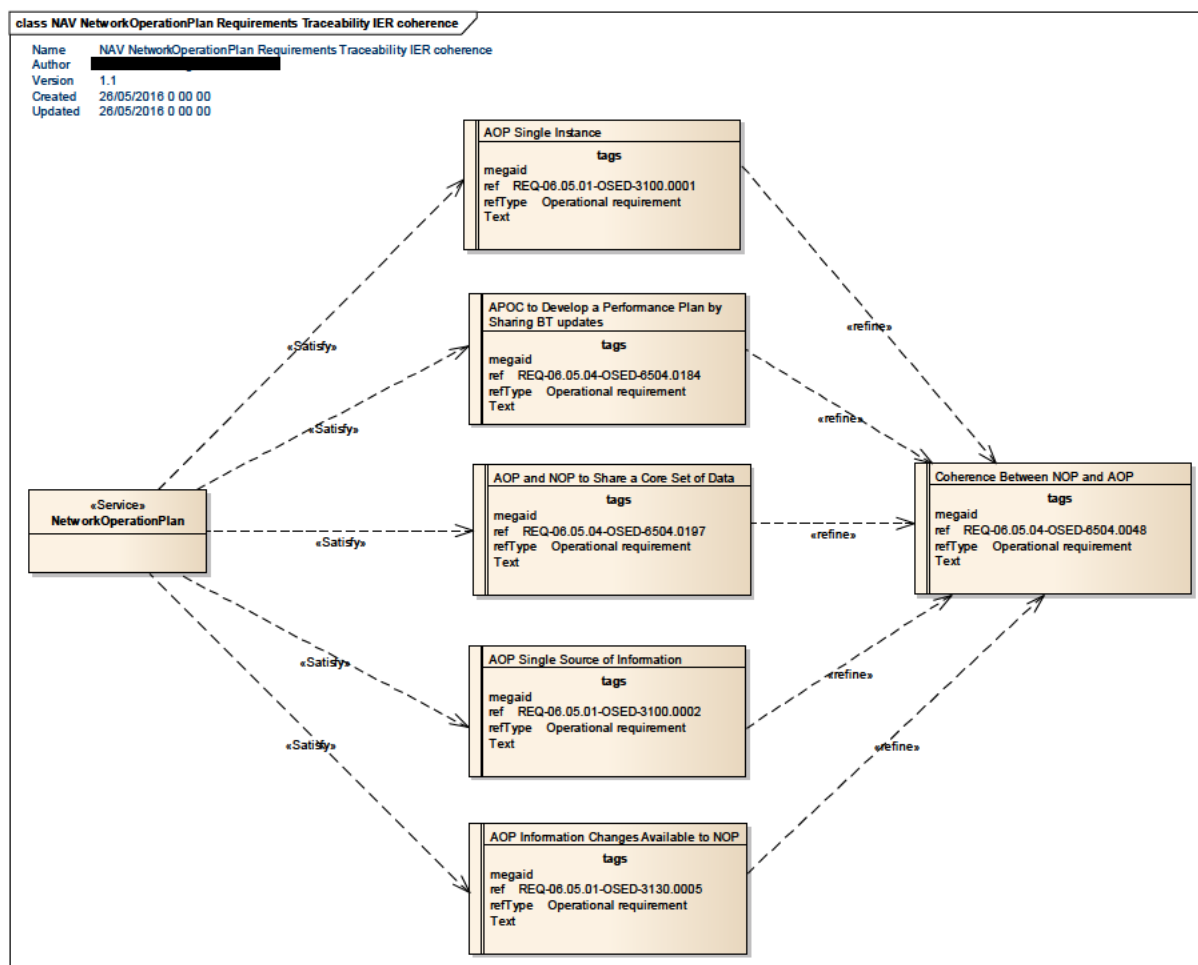 class NAV NetworkOperationPlan Requirements Traceability IER coherence
Name NAV NetworkOperationPlan Requirements Traceability IER coherence
Author
Version 1.1
Created 26/05/2016 0 00 00
Updated 26/05/2016 0 00 00
AOP Single Instance
tags
megaid
ref REQ-06.05.01-OSED-3100.0001
refType Operational requirement
Text
«Satisfy»
«refine»
APOC to Develop a Performance Plan by
Sharing BT updates
tags
megaid
ref REQ-06.05.04-OSED-6504.0184
refType Operational requirement
Text
«Satisfy»
«refine»
«Service»
NetworkOperationPlan
AOP and NOP to Share a Core Set of Data
tags
megaid
ref REQ-06.05.04-OSED-6504.0197
refType Operational requirement
Text
«Satisfy»
«refine»
Coherence Between NOP and AOP
tags
megaid
ref REQ-06.05.04-OSED-6504.0048
refType Operational requirement
Text
AOP Single Source of Information
tags
megaid
ref REQ-06.05.01-OSED-3100.0002
refType Operational requirement
Text
«Satisfy»
«refine»
AOP Information Changes Available to NOP
tags
megaid
ref REQ-06.05.01-OSED-3130.0005
refType Operational requirement
Text
«Satisfy»
«refine»